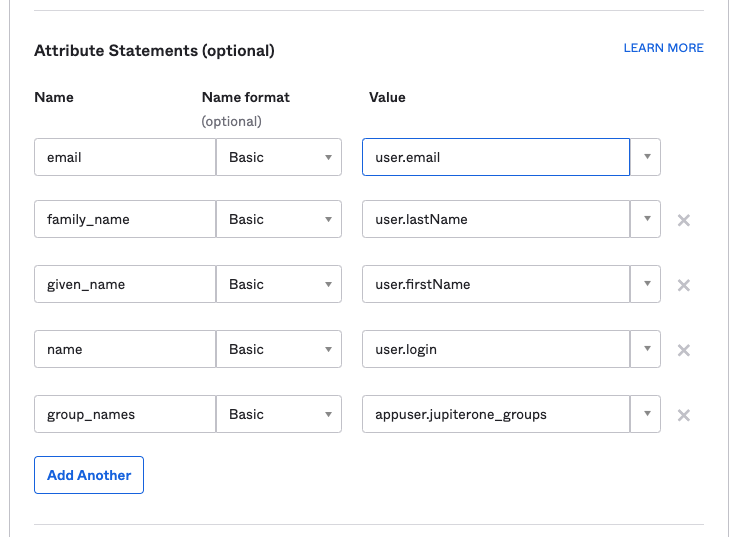 Attribute Statements (optional)
LEARN MORE
Name
Name format
Value
(optional)
email
Basic
user.email
family_name
Basic
user.lastName
given_name
Basic
user.firstName
name
Basic
user.login
group_names
Basic
appuser.jupiterone_groups
Add Another